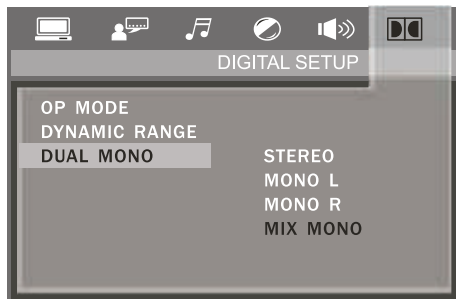 DIGITAL SETUP
OP MODE
DYNAMIC RANGE
DUAL MONO
STEREO
MONO L
MONO R
MIX MONO